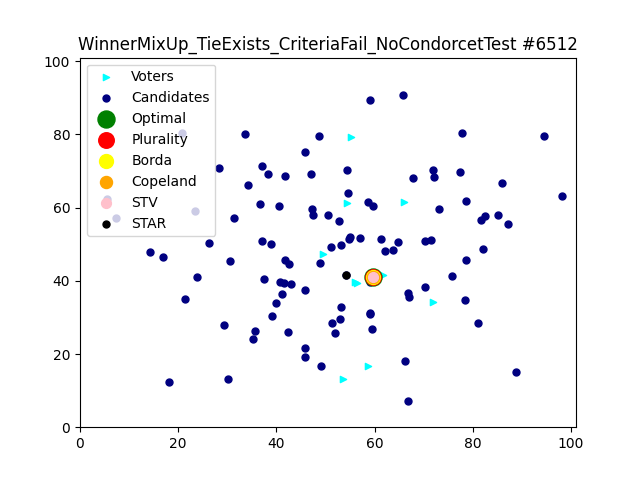 WinnerMixUp_TieExists_CriteriaFail_NoCondorcetTest #6512
Voters
Candidates
Optimal
Plurality
Borda
Copeland
STV
STAR
100
80
60
40
20
0
0 20 40 60 80 100